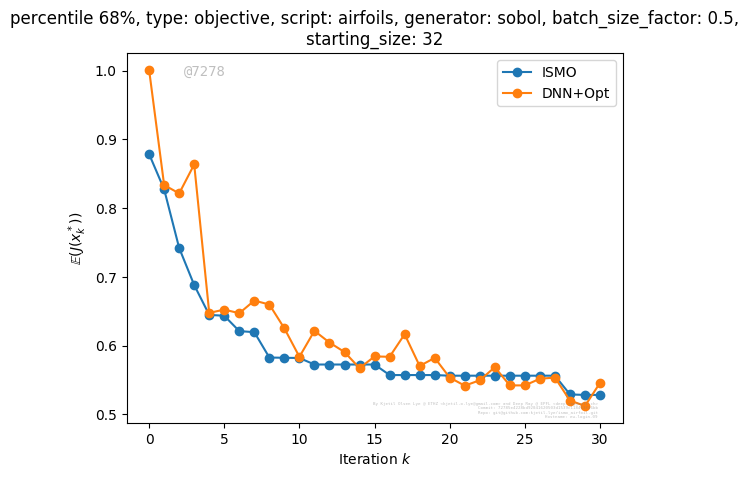 percentile 68%, type: objective, script: airfoils, generator: sobol, batch_size_factor: 0.5,
starting_size: 32
@7278
ISMO
DNN+Opt
1.0
0.9
0.8
0.7
0.6
0.5
𝔼(J(x*_k))
0 5 10 15 20 25 30
Iteration k